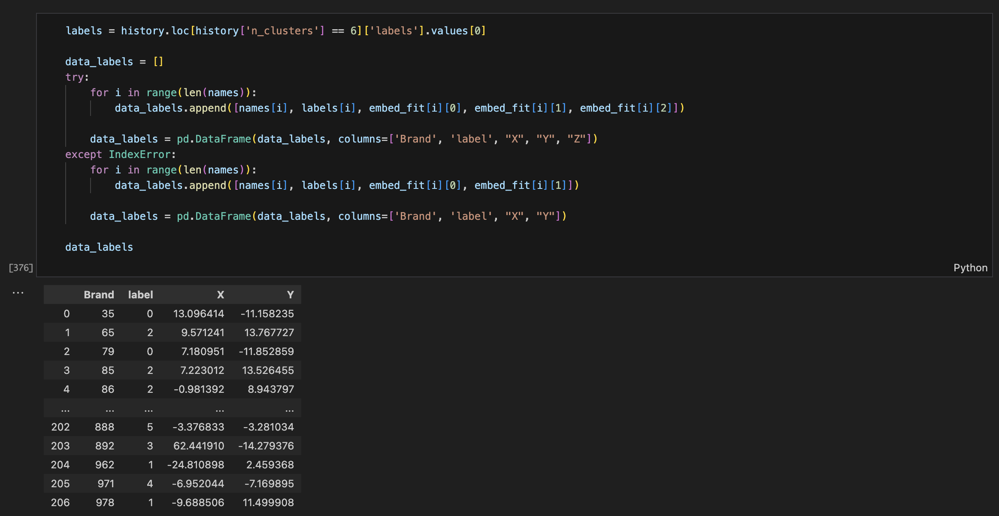 labels = history.loc[history['n_clusters'] == 6]['labels'].values[0]
data_labels = []
try:
for i in range(len(names)):
data_labels.append([names[i], labels[i], embed_fit[i][0], embed_fit[i][1], embed_fit[i][2]])
data_labels = pd.DataFrame(data_labels, columns=['Brand', 'label', "X", "Y", "Z"])
except IndexError:
for i in range(len(names)):
data_labels.append([names[i], labels[i], embed_fit[i][0], embed_fit[i][1]])
data_labels = pd.DataFrame(data_labels, columns=['Brand', 'label', "X", "Y"])
data_labels
[376] Python
... Brand label X Y
0 35 0 13.096414 -11.158235
1 65 2 9.571241 13.767727
2 79 0 7.180951 -11.852859
3 85 2 7.223012 13.526455
4 86 2 -0.981392 8.943797
... ... ... ... ...
202 888 5 -3.376833 -3.281034
203 892 3 62.441910 -14.279376
204 962 1 -24.810898 2.459368
205 971 4 -6.952044 -7.169895
206 978 1 -9.688506 11.499908